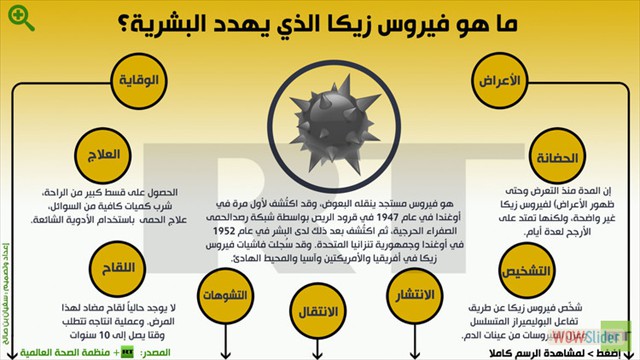 ما هو فيروس زيكا الذي يهدد البشرية؟
الأعراض
الوقاية
الحضانة
إن المدة منذ التعرض وحتى
ظهور الأعراض) لفيروس زيكا
غير واضحة، ولكنها تمتد على
الأرجح لعدة أيام.
العلاج
الحصول على قسط كبير من الراحة،
شرب كميات كافية من السوائل،
علاج الحمى باستخدام الأدوية الشائعة.
هو فيروس مستجد ينقله البعوض، وقد اكتُشف لأول مرة في
أوغندا في عام 1947 في قرود الريص بواسطة شبكة رصدالحمى
الصفراء الحرجية، ثم اكتُشف بعد ذلك لدى البشر في عام 1952
في أوغندا وجمهورية تنزانيا المتحدة. وقد سُجلت فاشيات فيروس
زيكا في أفريقيا والأمريكتين وآسيا والمحيط الهادئ.
التشخيص
شخّص فيروس زيكا عن طريق
تفاعل البوليميراز المتسلسل
من عينات الدم.
اللقاح
لا يوجد حالياً لقاح مضاد لهذا
المرض. وعملية انتاجه تتطلب
وقتا يصل إلى 10 سنوات
الانتشار
الانتقال
التشوهات
إضغط > لمشاهدة الرسم كاملا
المصدر: RT + منظمة الصحة العالمية
إعداد وتصميم: سفيان بن صالح
RT
WOWSlider